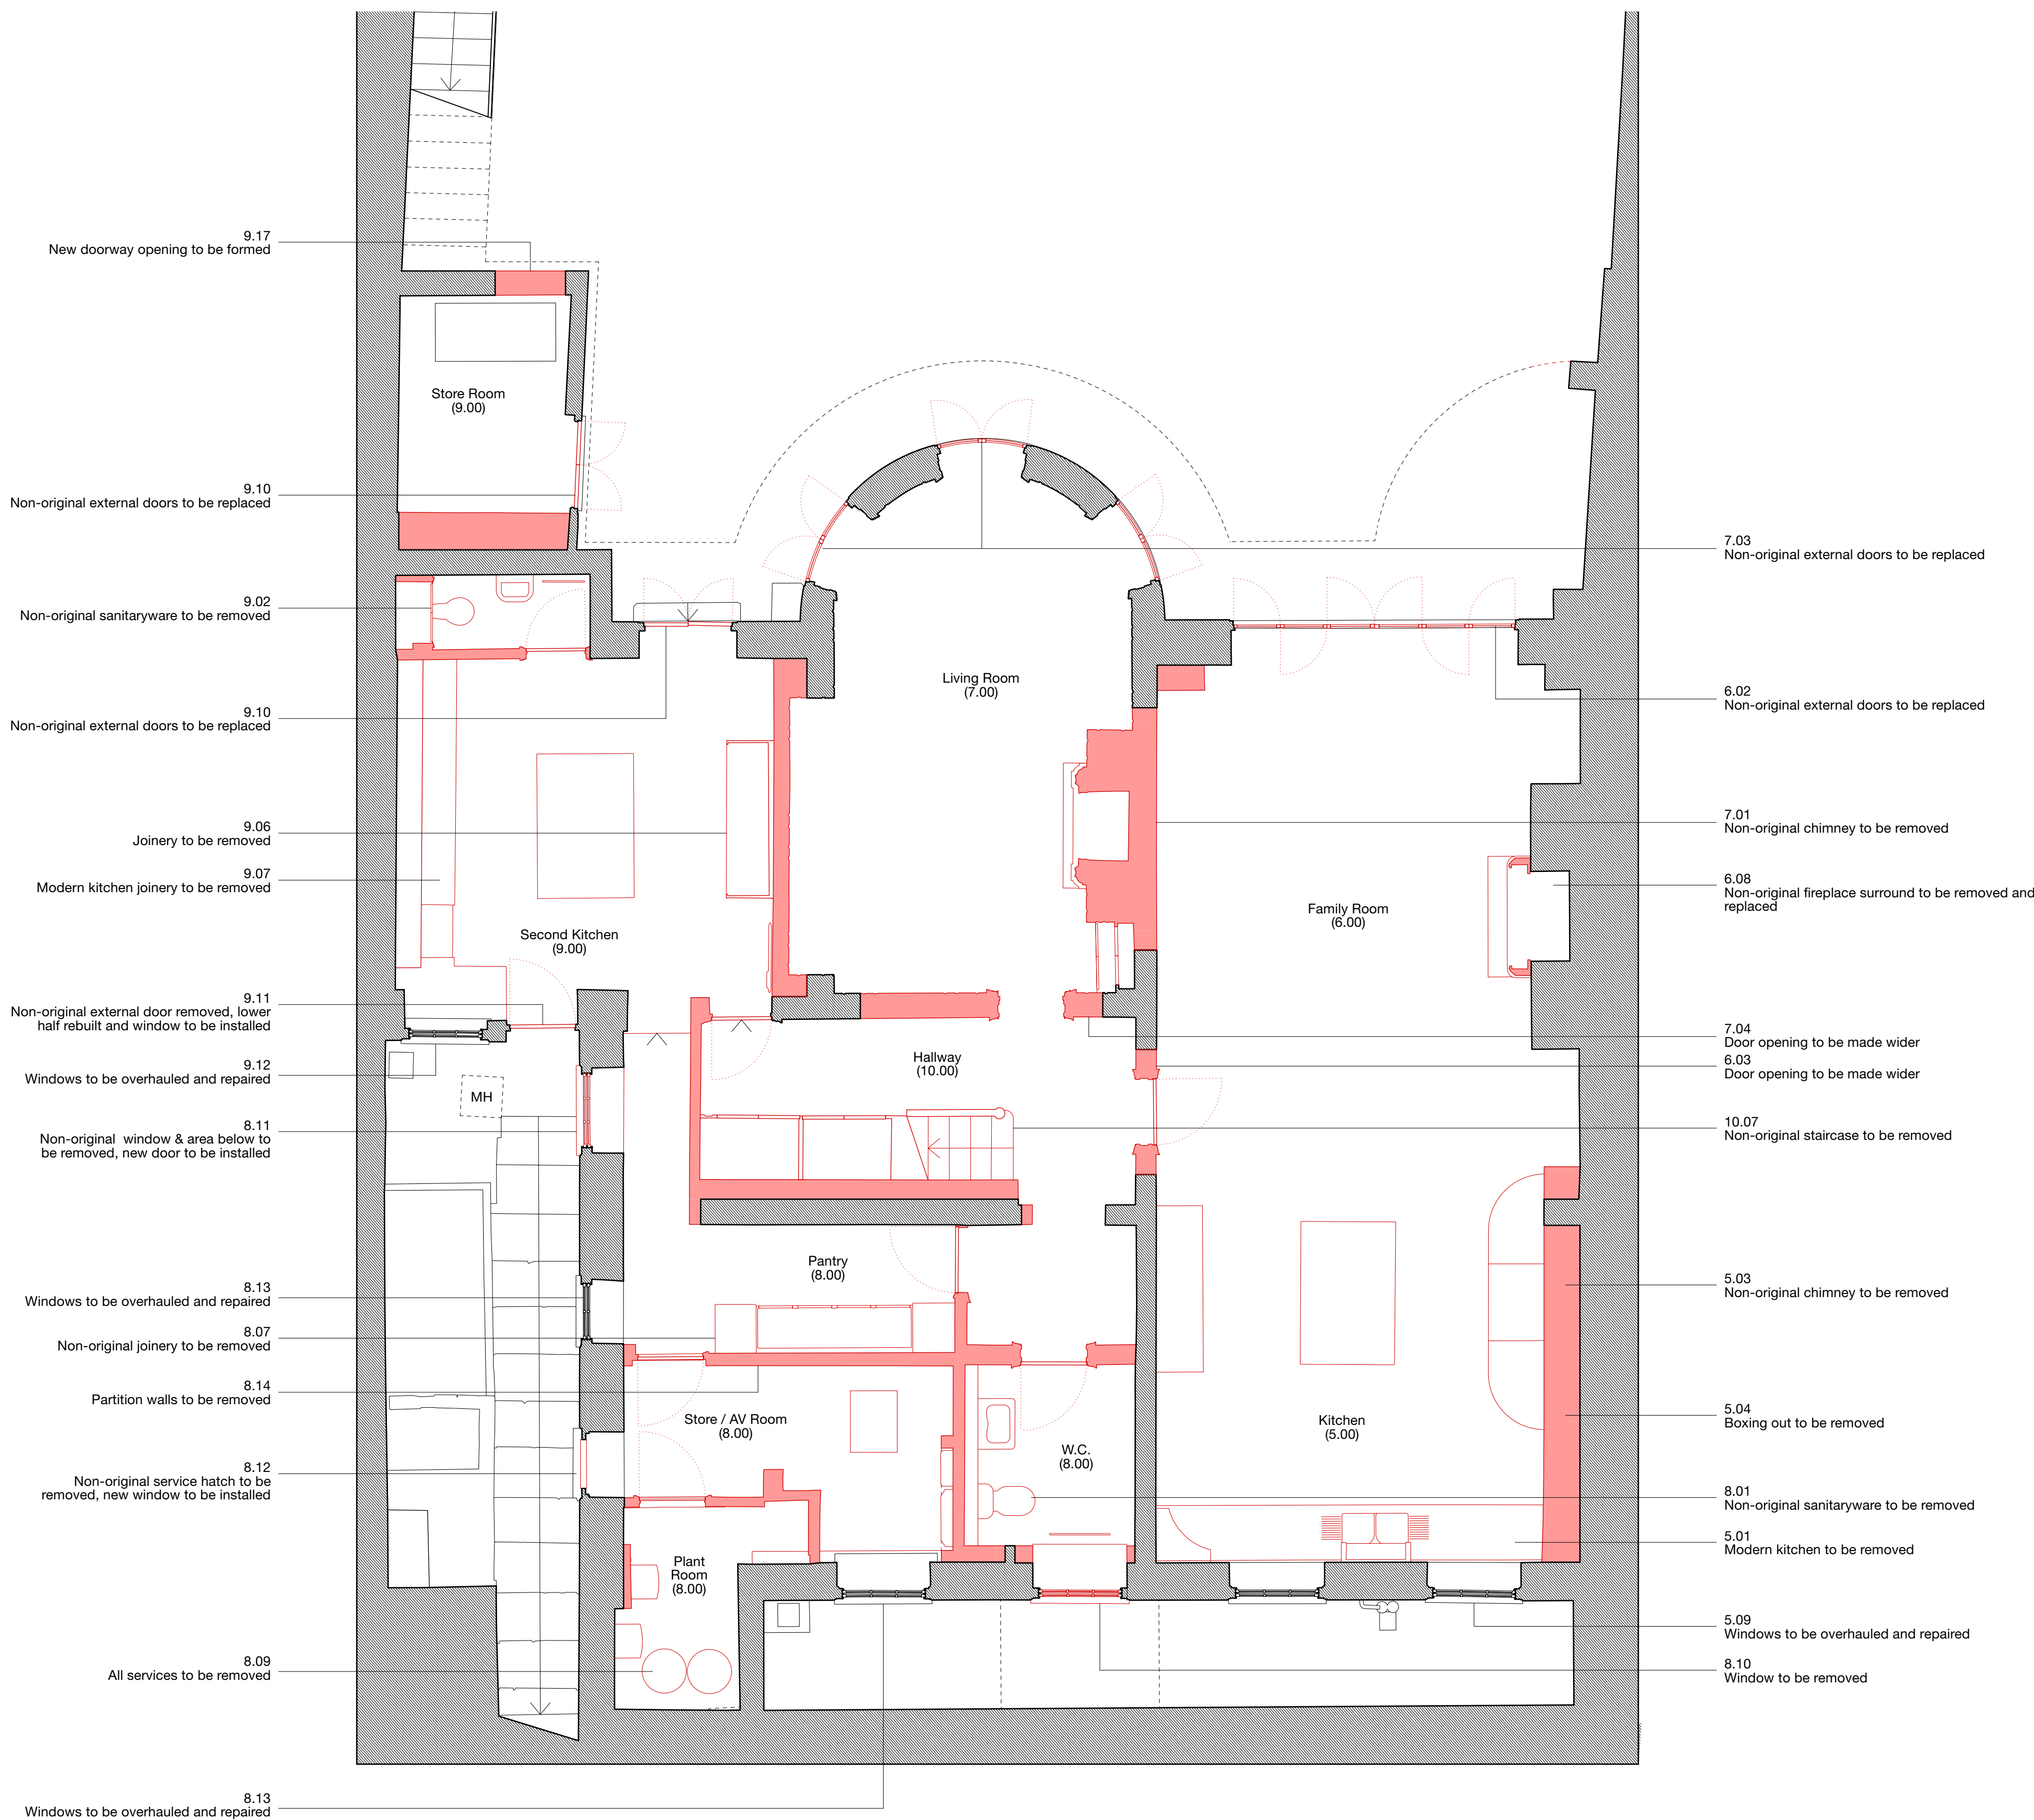 9.17
New doorway opening to be formed
Store Room
(9.00)
9.10
Non-original external doors to be replaced
9.02
Non-original sanitaryware to be removed
9.10
Non-original external doors to be replaced
9.06
Joinery to be removed
9.07
Modern kitchen joinery to be removed
Second Kitchen
(9.00)
9.11
Non-original external door removed, lower
half rebuilt and window to be installed
9.12
Windows to be overhauled and repaired
MH
8.11
Non-original  window & area below to
be removed, new door to be installed
8.13
Windows to be overhauled and repaired
8.07
Non-original joinery to be removed
8.14
Partition walls to be removed
8.12
Non-original service hatch to be
removed, new window to be installed
8.09
All services to be removed
8.13
Windows to be overhauled and repaired
Living Room
(7.00)
Hallway
(10.00)
Pantry
(8.00)
Store / AV Room
(8.00)
W.C.
(8.00)
Plant
Room
(8.00)
Family Room
(6.00)
Kitchen
(5.00)
7.03
Non-original external doors to be replaced
6.02
Non-original external doors to be replaced
7.01
Non-original chimney to be removed
6.08
Non-original fireplace surround to be removed and
replaced
7.04
Door opening to be made wider
6.03
Door opening to be made wider
10.07
Non-original staircase to be removed
5.03
Non-original chimney to be removed
5.04
Boxing out to be removed
8.01
Non-original sanitaryware to be removed
5.01
Modern kitchen to be removed
5.09
Windows to be overhauled and repaired
8.10
Window to be removed